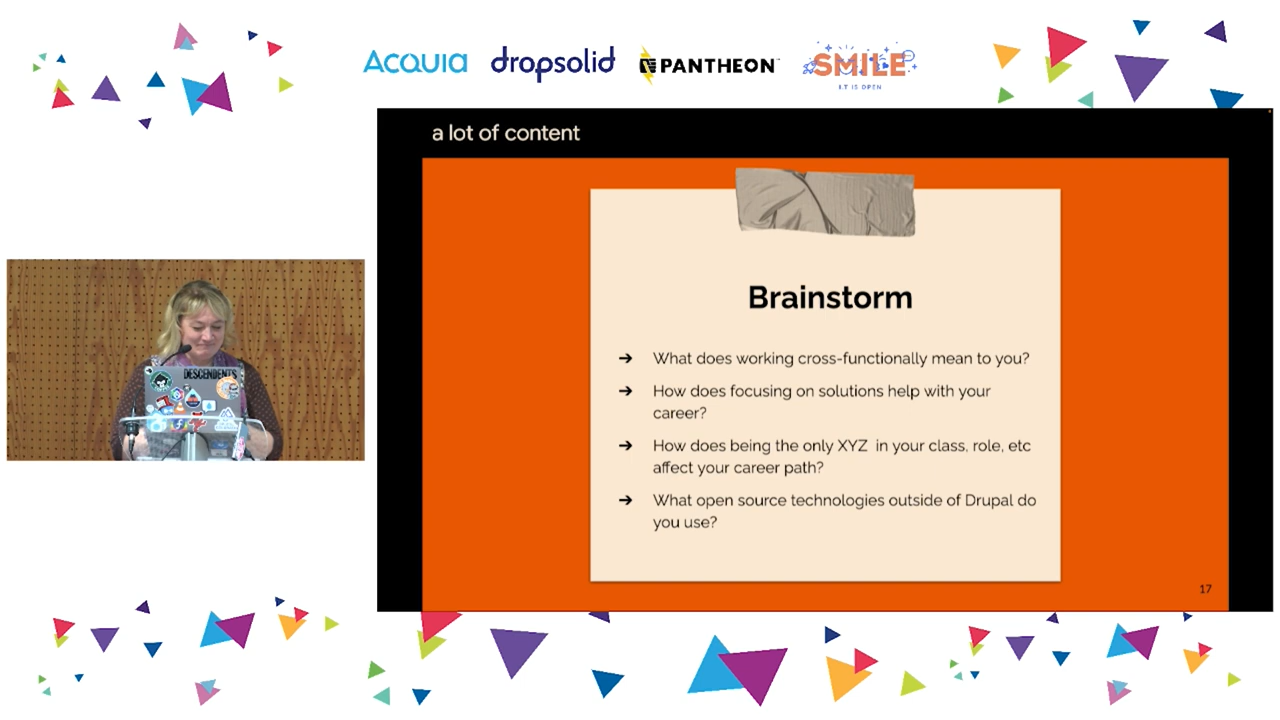 Acquia
dropsolid
PANTHEON
SMILE
I.T IS OPEN
a lot of content
Brainstorm
➔ What does working cross-functionally mean to you?
➔ How does focusing on solutions help with your
career?
➔ How does being the only XYZ in your class, role, etc
affect your career path?
➔ What open source technologies outside of Drupal do
you use?
17
DESCENDENTS